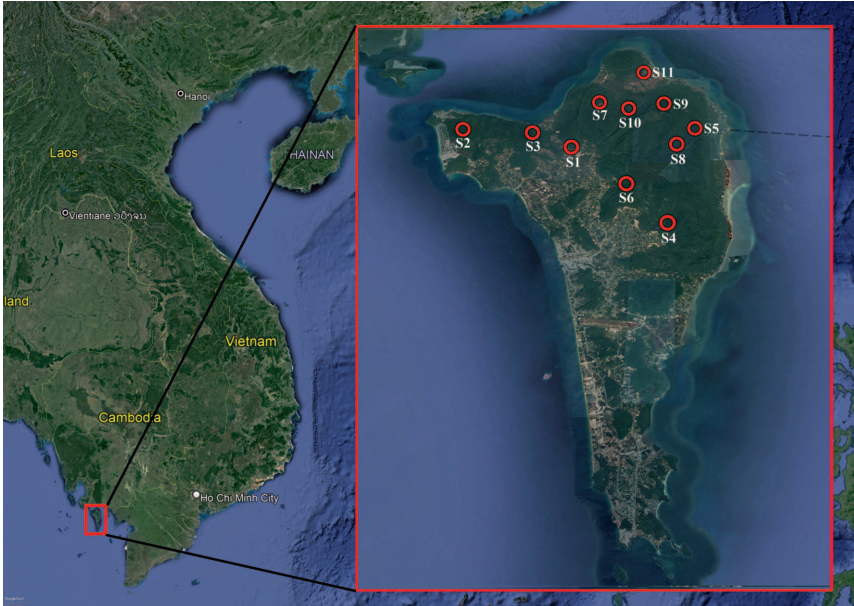 Hanoi
Laos
HAINAN
Vientiane ວຽງຈັນ
land
Vietnam
Cambodia
Ho Chi Minh City
S11
S7
S9
S10
S2
S3
S5
S1
S8
S6
S4